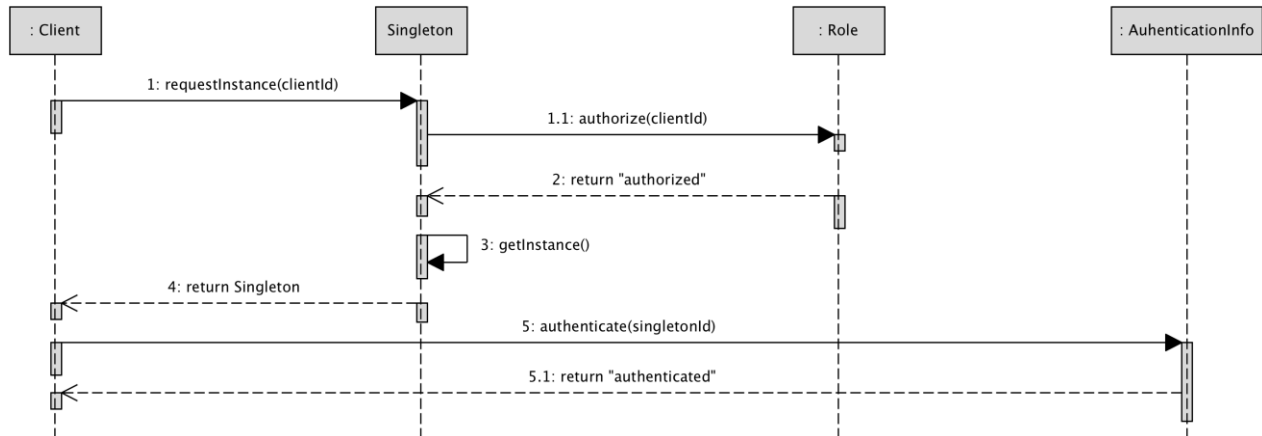 : Client
Singleton
: Role
: AuhenticationInfo
1: requestInstance(clientId)
1.1: authorize(clientId)
2: return "authorized"
3: getInstance()
4: return Singleton
5: authenticate(singletonId)
5.1: return "authenticated"